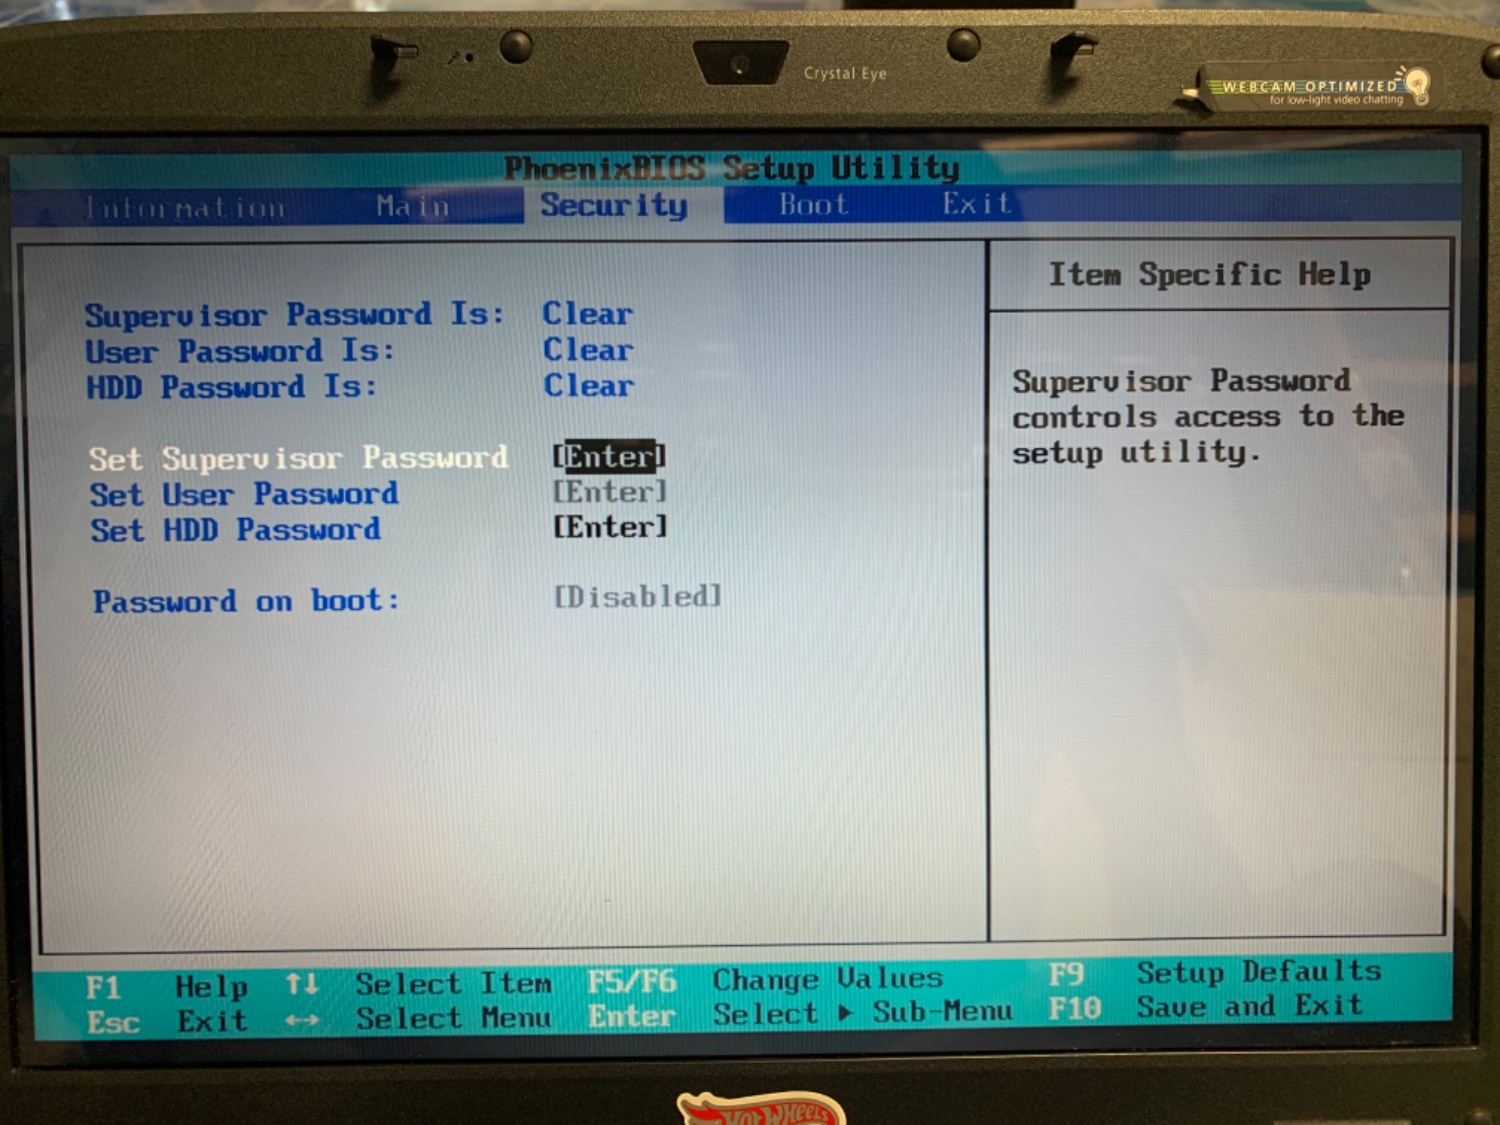 Crystal Eye
WEBCAM OPTIMIZED
for low-light video chatting
PhoenixBIOS Setup Utility
Information Main Security Boot Exit
Supervisor Password Is: Clear
User Password Is: Clear
HDD Password Is: Clear
Set Supervisor Password [Enter]
Set User Password [Enter]
Set HDD Password [Enter]
Password on boot: [Disabled]
Item Specific Help
Supervisor Password
controls access to the
setup utility.
F1 Help ↑↓ Select Item F5/F6 Change Values F9 Setup Defaults
Esc Exit ↔ Select Menu Enter Select ▶ Sub-Menu F10 Save and Exit
HOT WHEELS